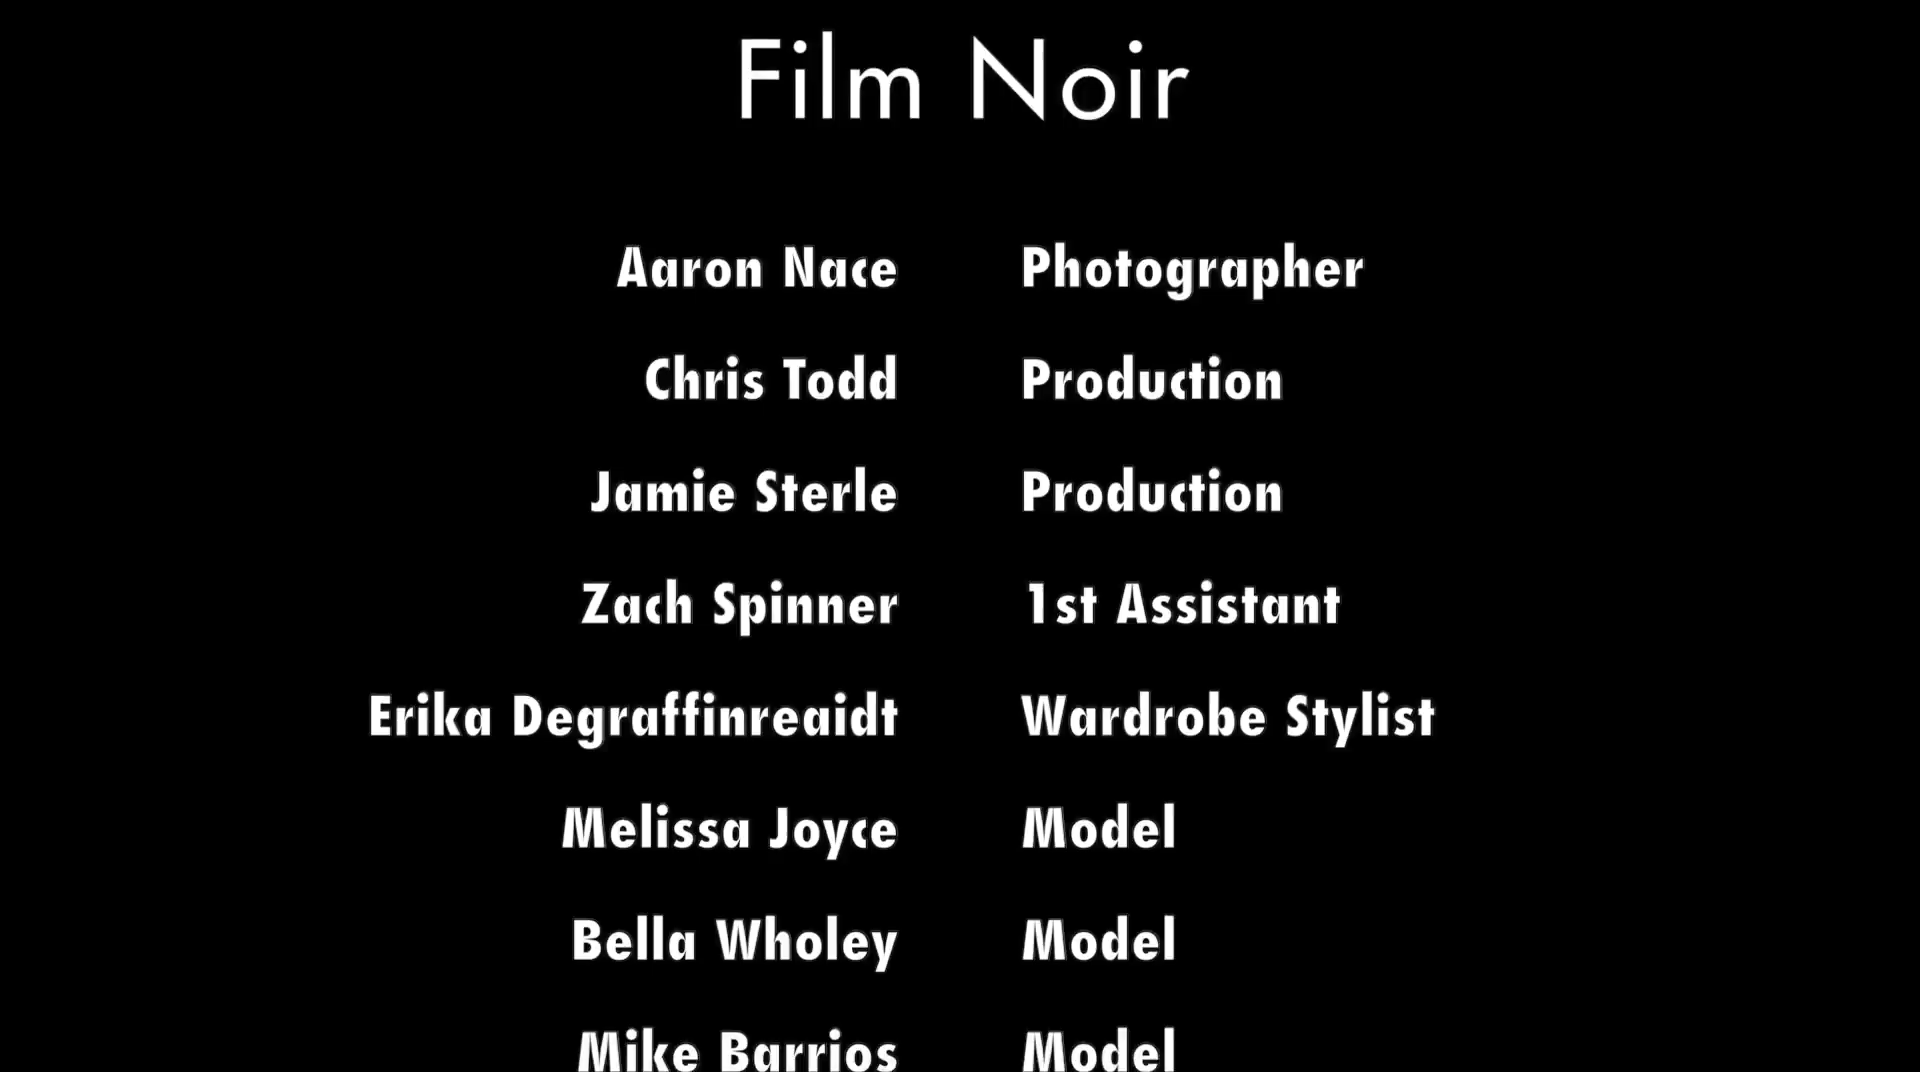 Film Noir
Aaron Nace Photographer
Chris Todd Production
Jamie Sterle Production
Zach Spinner 1st Assistant
Erika Degraffinreaidt Wardrobe Stylist
Melissa Joyce Model
Bella Wholey Model
Mike Barrios Model